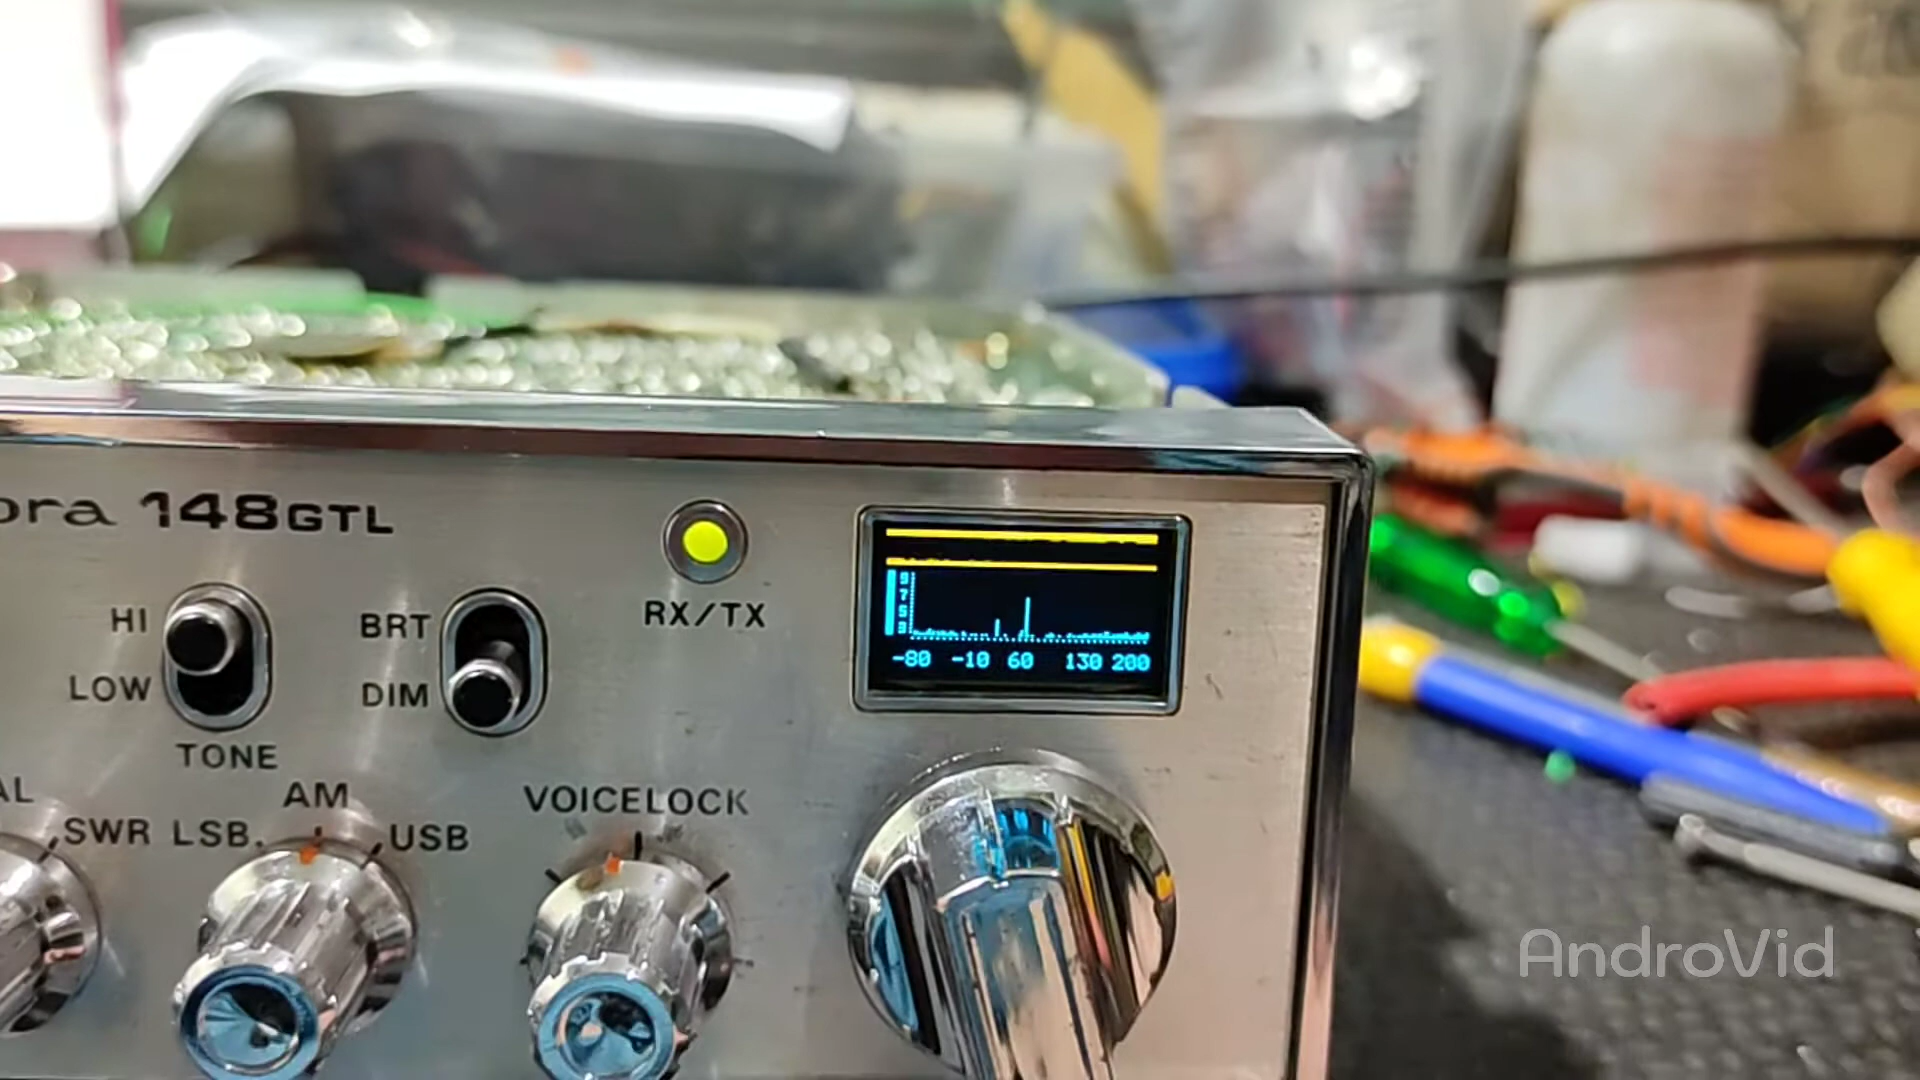 ora 148GTL
HI
LOW
TONE
BRT
DIM
RX/TX
9
7
5
3
-80 -10 60 130 200
AL
SWR
LSB.
AM
USB
VOICELOCK
AndroVid